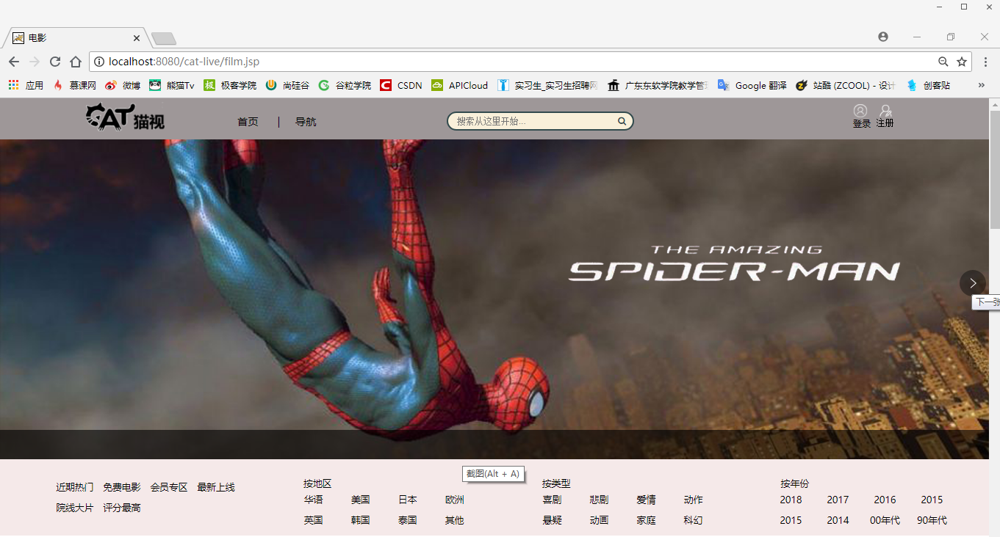 电影
localhost:8080/cat-live/film.jsp
应用 慕课网 微博 熊猫Tv 极客学院 尚硅谷 谷粒学院 CSDN APICloud 实习生_实习生招聘网 广东东软学院教学管 Google 翻译 站酷 (ZCOOL) - 设计 创客贴
CAT 猫视 首页 | 导航 搜索从这里开始... 登录 注册
THE AMAZING
SPIDER-MAN
下一张
截图(Alt + A)
近期热门 免费电影 会员专区 最新上线
院线大片 评分最高
按地区
华语 美国 日本 欧洲
英国 韩国 泰国 其他
按类型
喜剧 悲剧 爱情 动作
悬疑 动画 家庭 科幻
按年份
2018 2017 2016 2015
2015 2014 00年代 90年代